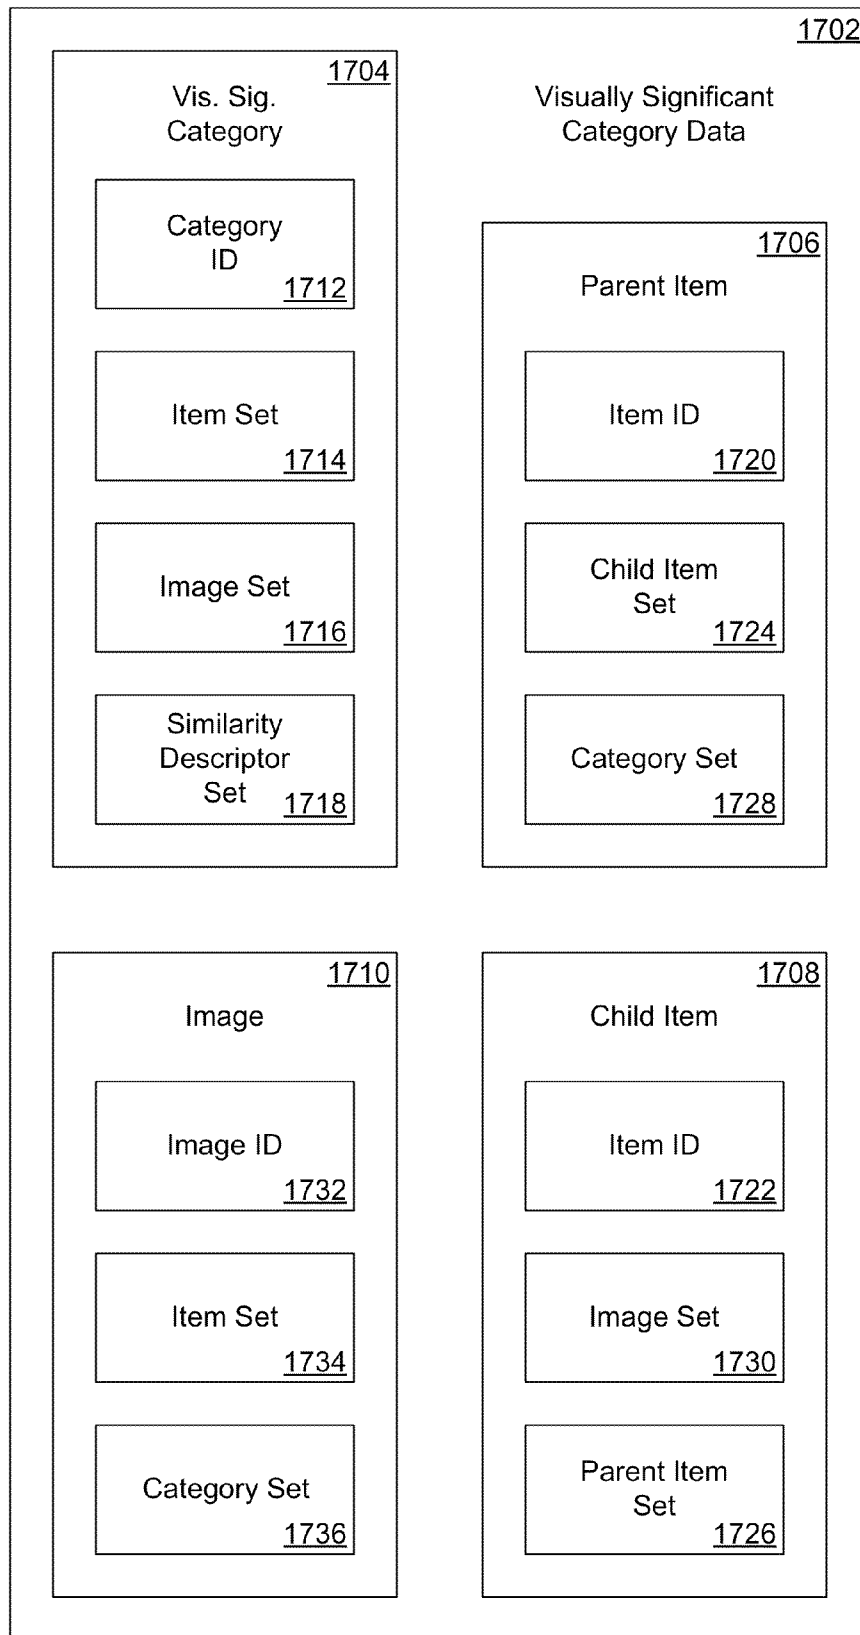 1702
Visually Significant
Category Data
1704
Vis. Sig.
Category
Category
ID
1712
Item Set
1714
Image Set
1716
Similarity
Descriptor
Set
1718
1706
Parent Item
Item ID
1720
Child Item
Set
1724
Category Set
1728
1710
Image
Image ID
1732
Item Set
1734
Category Set
1736
1708
Child Item
Item ID
1722
Image Set
1730
Parent Item
Set
1726